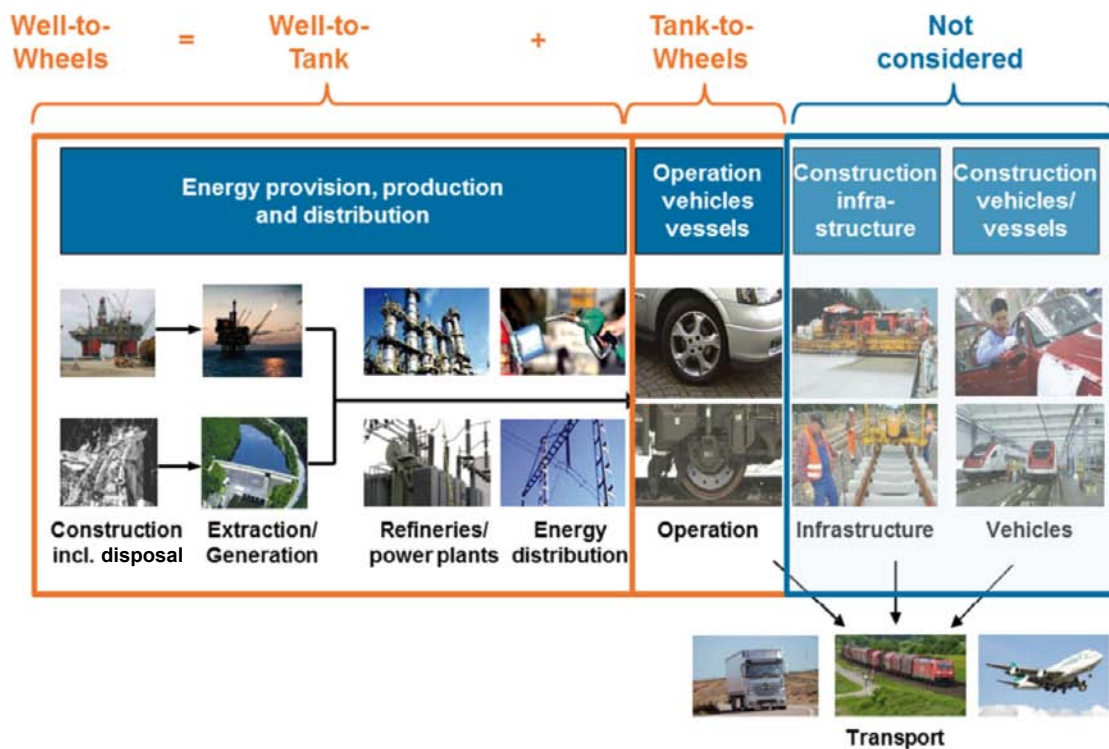 Well-to-
Wheels
=
Well-to-
Tank
+
Tank-to-
Wheels
Not
considered
Energy provision, production
and distribution
Operation
vehicles
vessels
Construction
infra-
structure
Construction
vehicles/
vessels
Construction
incl. disposal
Extraction/
Generation
Refineries/
power plants
Energy
distribution
Operation
Infrastructure
Vehicles
Transport